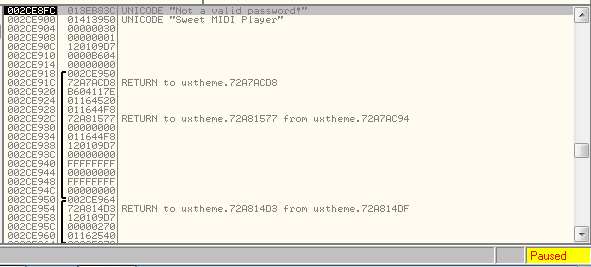 002CE8FC 013EB83C UNICODE "Not a valid password!"
002CE900 01413950 UNICODE "Sweet MIDI Player"
002CE904 00000030
002CE908 00000001
002CE90C 120109D7
002CE910 0000B604
002CE914 00000000
002CE918 002CE950
002CE91C 72A7ACD8 RETURN to uxtheme.72A7ACD8
002CE920 B604117E
002CE924 01164520
002CE928 011644F8
002CE92C 72A81577 RETURN to uxtheme.72A81577 from uxtheme.72A7AC94
002CE930 00000000
002CE934 011644F8
002CE938 120109D7
002CE93C 00000000
002CE940 FFFFFFFF
002CE944 00000000
002CE948 FFFFFFFF
002CE94C 00000000
002CE950 002CE964
002CE954 72A814D3 RETURN to uxtheme.72A814D3 from uxtheme.72A814DF
002CE958 120109D7
002CE95C 00000270
002CE960 01162540
Paused